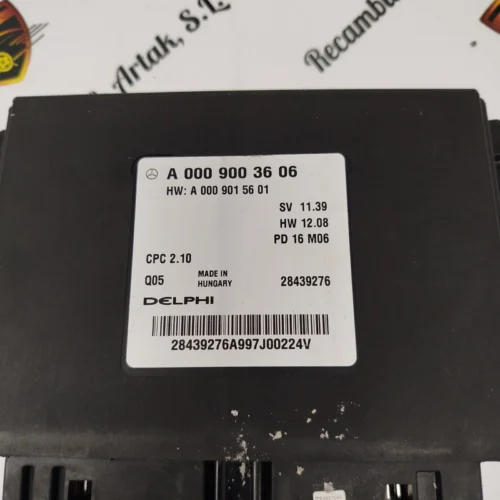 Artak, S.L
Recambio
A 000 900 36 06
HW: A 000 901 56 01
SV 11.39
HW 12.08
PD 16 M06
CPC 2.10
Q05
MADE IN
HUNGARY
28439276
DELPHI
28439276A997J00224V